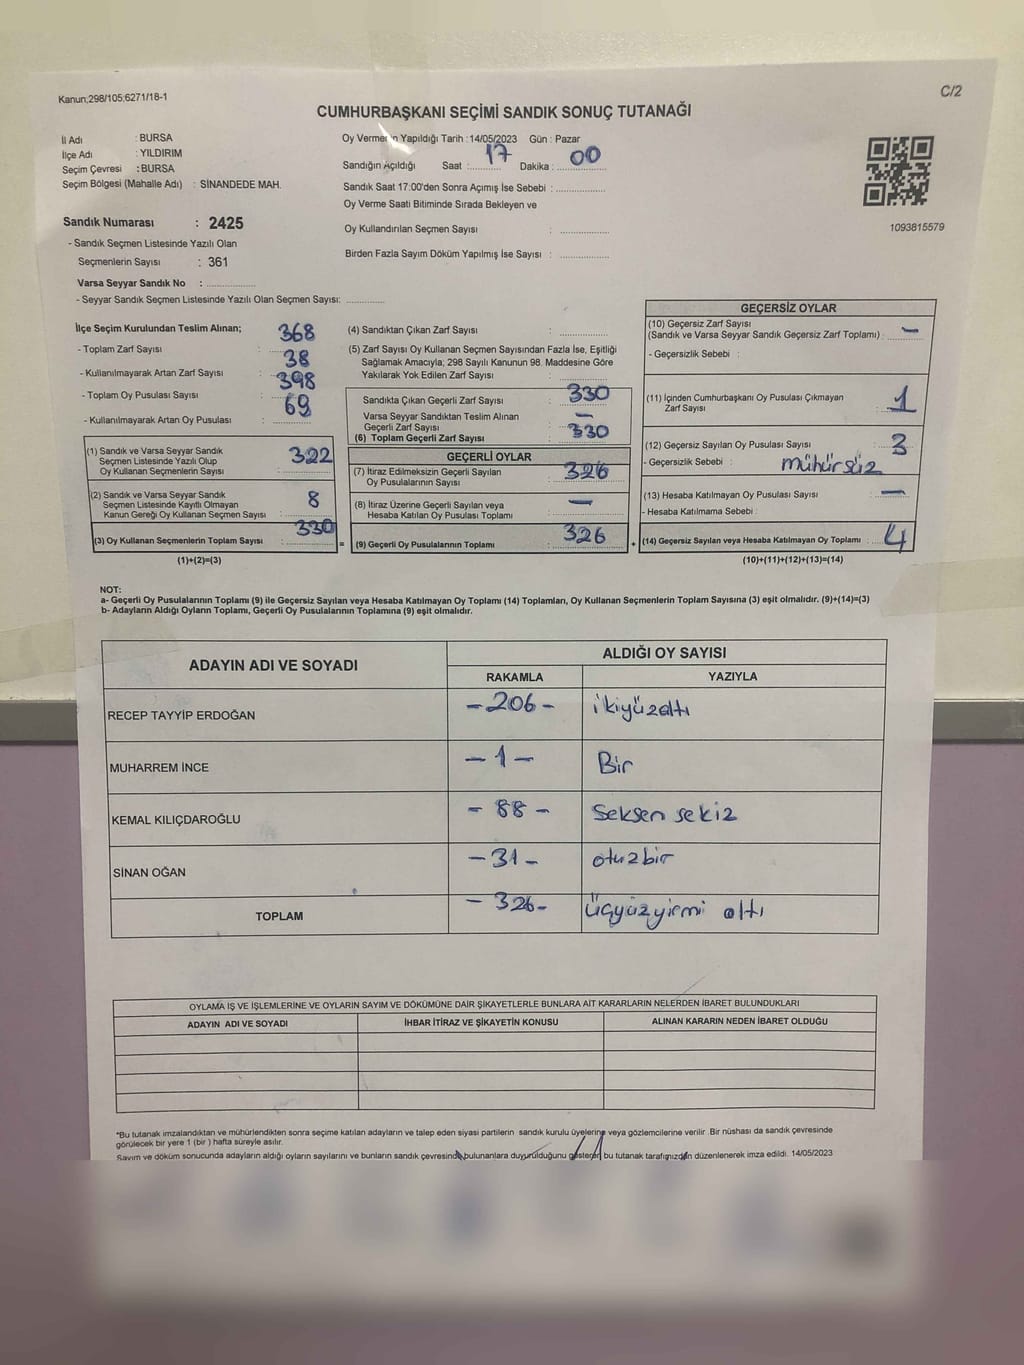 Kanun;298/105;6271/18-1
C/2
CUMHURBAŞKANI SEÇİMİ SANDIK SONUÇ TUTANAĞI
İl Adı : BURSA
İlçe Adı : YILDIRIM
Seçim Çevresi : BURSA
Seçim Bölgesi (Mahalle Adı) : SİNANDEDE MAH.
Oy Vermenin Yapıldığı Tarih : 14/05/2023 Gün : Pazar
Sandığın Açıldığı Saat : 17 Dakika : 00
Sandık Saat 17:00'den Sonra Açımış İse Sebebi :
Oy Verme Saati Bitiminde Sırada Bekleyen ve
Oy Kullandırılan Seçmen Sayısı :
Birden Fazla Sayım Döküm Yapılmış İse Sayısı :
1093815579
Sandık Numarası : 2425
- Sandık Seçmen Listesinde Yazılı Olan
Seçmenlerin Sayısı : 361
Varsa Seyyar Sandık No :
- Seyyar Sandık Seçmen Listesinde Yazılı Olan Seçmen Sayısı:
İlçe Seçim Kurulundan Teslim Alınan;
- Toplam Zarf Sayısı : 368
- Kullanılmayarak Artan Zarf Sayısı : 38
- Toplam Oy Pusulası Sayısı : 398
- Kullanılmayarak Artan Oy Pusulası : 69
(1) Sandık ve Varsa Seyyar Sandık
Seçmen Listesinde Yazılı Olup
Oy Kullanan Seçmenlerin Sayısı : 322
(2) Sandık ve Varsa Seyyar Sandık
Seçmen Listesinde Kayıtlı Olmayan
Kanun Gereği Oy Kullanan Seçmen Sayısı : 8
(3) Oy Kullanan Seçmenlerin Toplam Sayısı : 330
(1)+(2)=(3)
=
(4) Sandıktan Çıkan Zarf Sayısı :
(5) Zarf Sayısı Oy Kullanan Seçmen Sayısından Fazla İse, Eşitliği
Sağlamak Amacıyla; 298 Sayılı Kanunun 98. Maddesine Göre
Yakılarak Yok Edilen Zarf Sayısı :
Sandıkta Çıkan Geçerli Zarf Sayısı : 330
Varsa Seyyar Sandıktan Teslim Alınan
Geçerli Zarf Sayısı : —
(6) Toplam Geçerli Zarf Sayısı : 330
GEÇERLİ OYLAR
(7) İtiraz Edilmeksizin Geçerli Sayılan
Oy Pusulalarının Sayısı : 326
(8) İtiraz Üzerine Geçerli Sayılan veya
Hesaba Katılan Oy Pusulası Toplamı : —
(9) Geçerli Oy Pusulalarının Toplamı : 326
+
GEÇERSİZ OYLAR
(10) Geçersiz Zarf Sayısı
(Sandık ve Varsa Seyyar Sandık Geçersiz Zarf Toplamı) : —
- Geçersizlik Sebebi :
(11) İçinden Cumhurbaşkanı Oy Pusulası Çıkmayan
Zarf Sayısı : 1
(12) Geçersiz Sayılan Oy Pusulası Sayısı : 3
- Geçersizlik Sebebi : mühürsüz
(13) Hesaba Katılmayan Oy Pusulası Sayısı : —
- Hesaba Katılmama Sebebi :
(14) Geçersiz Sayılan veya Hesaba Katılmayan Oy Toplamı : 4
(10)+(11)+(12)+(13)=(14)
NOT:
a- Geçerli Oy Pusulalarının Toplamı (9) ile Geçersiz Sayılan veya Hesaba Katılmayan Oy Toplamı (14) Toplamları, Oy Kullanan Seçmenlerin Toplam Sayısına (3) eşit olmalıdır. (9)+(14)=(3)
b- Adayların Aldığı Oyların Toplamı, Geçerli Oy Pusulalarının Toplamına (9) eşit olmalıdır.
ADAYIN ADI VE SOYADI
ALDIĞI OY SAYISI
RAKAMLA YAZIYLA
RECEP TAYYİP ERDOĞAN - 206 - ikiyüzaltı
MUHARREM İNCE - 1 - Bir
KEMAL KILIÇDAROĞLU - 88 - Seksen sekiz
SİNAN OĞAN - 31 - otuzbir
TOPLAM - 326 - Üçyüzyirmi altı
OYLAMA İŞ VE İŞLEMLERİNE VE OYLARIN SAYIM VE DÖKÜMÜNE DAİR ŞİKAYETLERLE BUNLARA AİT KARARLARIN NELERDEN İBARET BULUNDUKLARI
ADAYIN ADI VE SOYADI İHBAR İTİRAZ VE ŞİKAYETİN KONUSU ALINAN KARARIN NEDEN İBARET OLDUĞU
*Bu tutanak imzalandıktan ve mühürlendikten sonra seçime katılan adayların ve talep eden siyasi partilerin sandık kurulu üyelerine veya gözlemcilerine verilir .Bir nüshası da sandık çevresinde
görülecek bir yere 1 (bir ) hafta süreyle asılır.
Sayım ve döküm sonucunda adayların aldığı oyların sayılarını ve bunların sandık çevresinde bulunanlara duyurulduğunu gösteren bu tutanak tarafımızdan düzenlenerek imza edildi. 14/05/2023